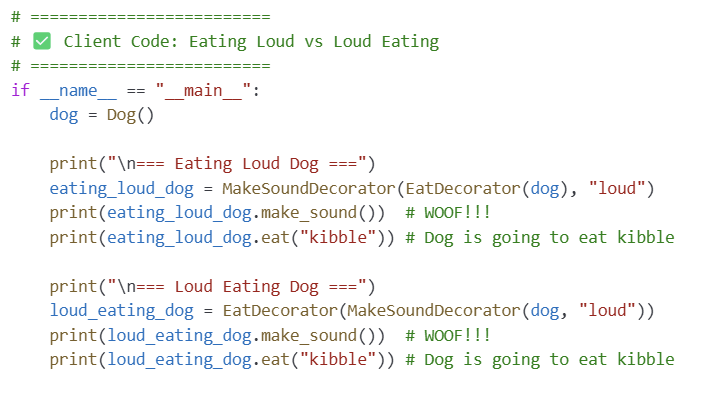 # =========================
# ✅ Client Code: Eating Loud vs Loud Eating
# =========================
if __name__ == "__main__":
    dog = Dog()

    print("\n=== Eating Loud Dog ===")
    eating_loud_dog = MakeSoundDecorator(EatDecorator(dog), "loud")
    print(eating_loud_dog.make_sound())  # WOOF!!!
    print(eating_loud_dog.eat("kibble")) # Dog is going to eat kibble

    print("\n=== Loud Eating Dog ===")
    loud_eating_dog = EatDecorator(MakeSoundDecorator(dog, "loud"))
    print(loud_eating_dog.make_sound())  # WOOF!!!
    print(loud_eating_dog.eat("kibble")) # Dog is going to eat kibble